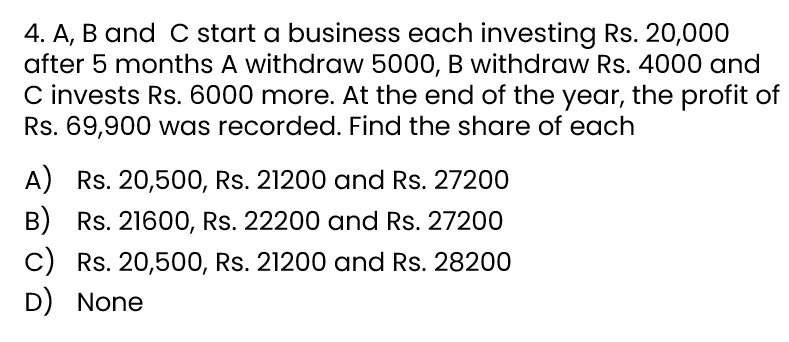 4. A, B and C start a business each investing Rs. 20,000
after 5 months A withdraw 5000, B withdraw Rs. 4000 and
C invests Rs. 6000 more. At the end of the year, the profit of
Rs. 69,900 was recorded. Find the share of each
A) Rs. 20,500, Rs. 21200 and Rs. 27200
B) Rs. 21600, Rs. 22200 and Rs. 27200
C) Rs. 20,500, Rs. 21200 and Rs. 28200
D) None